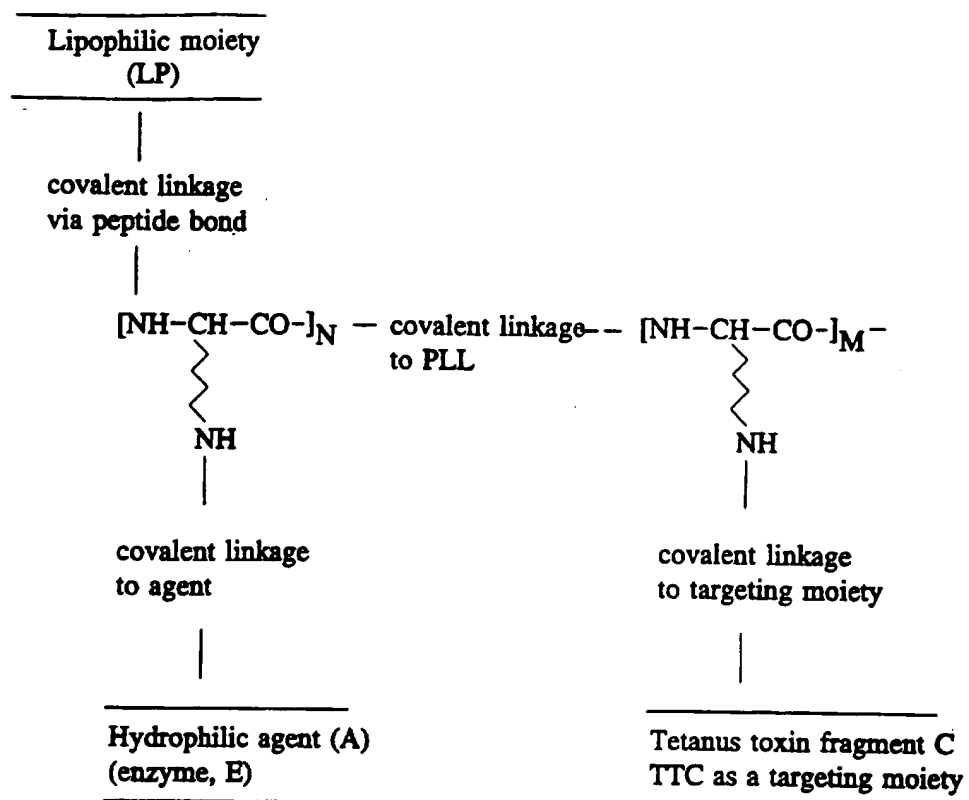 Lipophilic moiety
(LP)
covalent linkage
via peptide bond
[NH-CH-CO-]N — covalent linkage-- — [NH-CH-CO-]M —
to PLL
NH
NH
covalent linkage
to agent
covalent linkage
to targeting moiety
Hydrophilic agent (A)
(enzyme, E)
Tetanus toxin fragment C
TTC as a targeting moiety